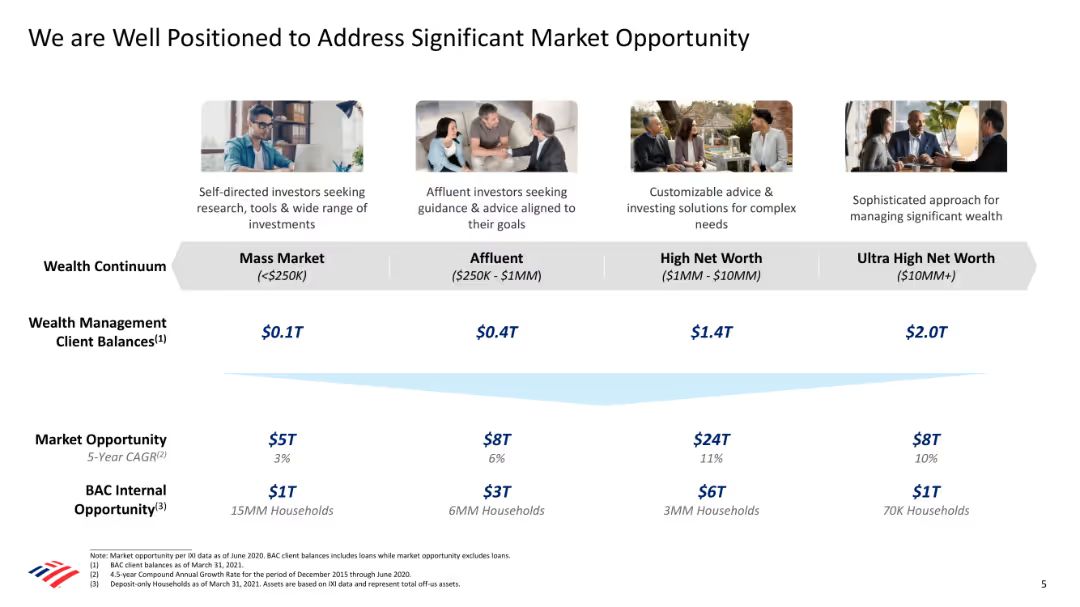 We are Well Positioned to Address Significant Market Opportunity
Self-directed investors seeking
research, tools & wide range of
investments
Affluent investors seeking
guidance & advice aligned to
their goals
Customizable advice &
investing solutions for complex
needs
Sophisticated approach for
managing significant wealth
Wealth Continuum
Mass Market
(<$250K)
Affluent
($250K - $1MM)
High Net Worth
($1MM - $10MM)
Ultra High Net Worth
($10MM+)
Wealth Management
Client Balances(1)
$0.1T
$0.4T
$1.4T
$2.0T
Market Opportunity
5-Year CAGR(2)
$5T
3%
$8T
6%
$24T
11%
$8T
10%
BAC Internal
Opportunity(3)
$1T
15MM Households
$3T
6MM Households
$6T
3MM Households
$1T
70K Households
Note: Market opportunity per IXI data as of June 2020. BAC client balances includes loans while market opportunity excludes loans.
(1) BAC client balances as of March 31, 2021.
(2) 4.5-year Compound Annual Growth Rate for the period of December 2015 through June 2020.
(3) Deposit-only Households as of March 31, 2021. Assets are based on IXI data and represent total off-us assets.
5